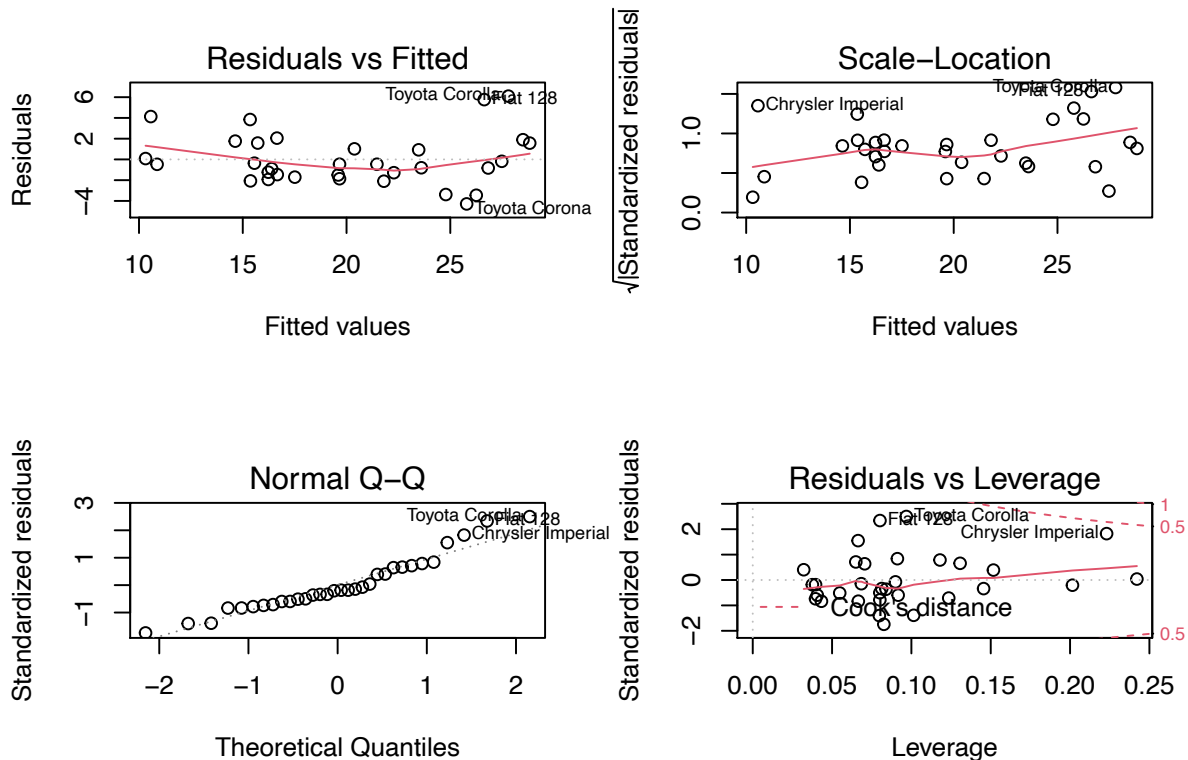 Residuals vs Fitted
Residuals
6
2
−4
Toyota Corolla
Fiat 128
Toyota Corona
10
15
20
25
Fitted values
Scale−Location
√|Standardized residuals|
1.0
0.0
Toyota Corolla
Fiat 128
Chrysler Imperial
10
15
20
25
Fitted values
Normal Q−Q
Standardized residuals
3
1
−1
Toyota Corolla
Fiat 128
Chrysler Imperial
−2
−1
0
1
2
Theoretical Quantiles
Residuals vs Leverage
Standardized residuals
2
0
−2
Fiat 128
Toyota Corolla
Chrysler Imperial
1
0.5
0.5
Cook's distance
0.00
0.05
0.10
0.15
0.20
0.25
Leverage